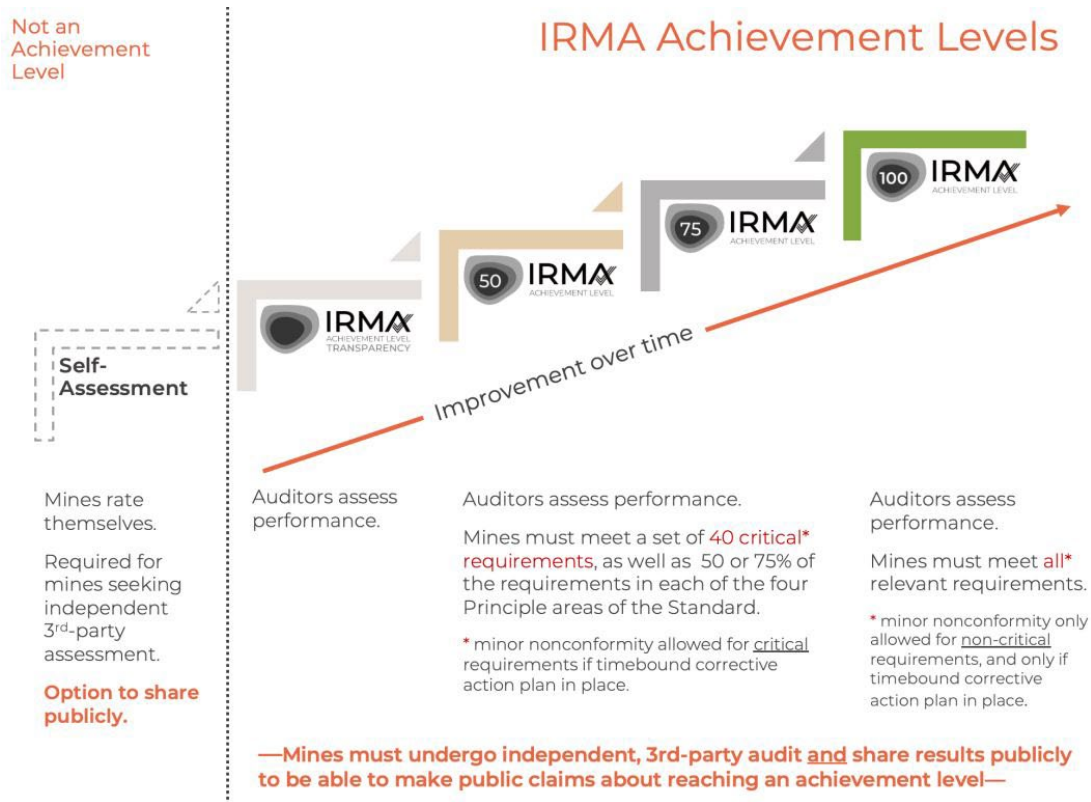 Not an
Achievement
Level
IRMA Achievement Levels
100
IRMA
ACHIEVEMENT LEVEL
75
IRMA
ACHIEVEMENT LEVEL
50
IRMA
ACHIEVEMENT LEVEL
IRMA
ACHIEVEMENT LEVEL
TRANSPARENCY
Self-
Assessment
Improvement over time
Mines rate
themselves.
Required for
mines seeking
independent
3rd-party
assessment.
Option to share
publicly.
Auditors assess
performance.
Auditors assess performance.
Mines must meet a set of 40 critical*
requirements, as well as 50 or 75% of
the requirements in each of the four
Principle areas of the Standard.
* minor nonconformity allowed for critical
requirements if timebound corrective
action plan in place.
Auditors assess
performance.
Mines must meet all*
relevant requirements.
* minor nonconformity only
allowed for non-critical
requirements, and only if
timebound corrective
action plan in place.
—Mines must undergo independent, 3rd-party audit and share results publicly
to be able to make public claims about reaching an achievement level—